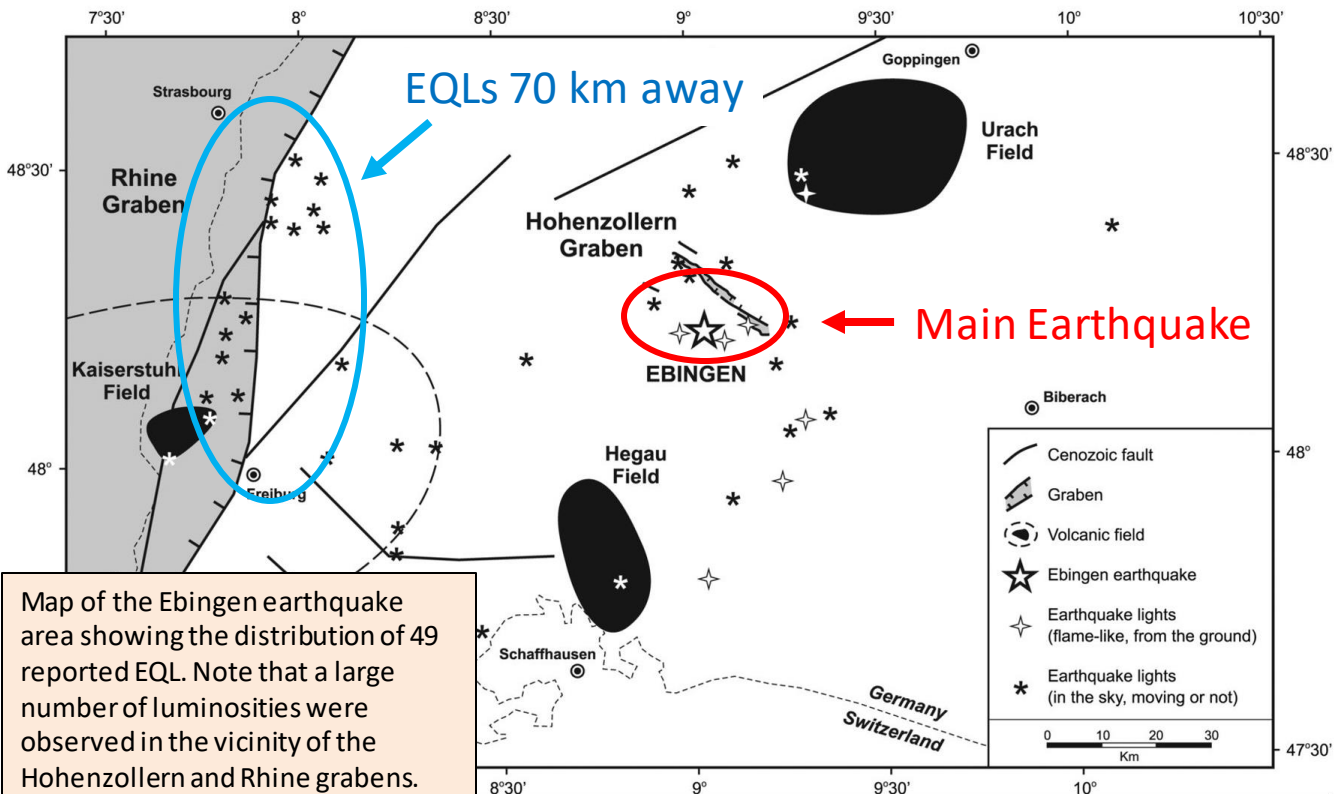 7°30'
8°
8°30'
9°
9°30'
10°
10°30'
Goppingen
EQLs 70 km away
Strasbourg
Urach
Field
48°30'
48°30'
Rhine
Graben
Hohenzollern
Graben
Main Earthquake
EBINGEN
Kaiserstuhl
Field
Biberach
48°
48°
Freiburg
Hegau
Field
Cenozoic fault
Graben
Volcanic field
Ebingen earthquake
Earthquake lights
(flame-like, from the ground)
Earthquake lights
(in the sky, moving or not)
0 10 20 30
Km
Map of the Ebingen earthquake
area showing the distribution of 49
reported EQL. Note that a large
number of luminosities were
observed in the vicinity of the
Hohenzollern and Rhine grabens.
Schaffhausen
Germany
Switzerland
47°30'
8°30'
9°
9°30'
10°